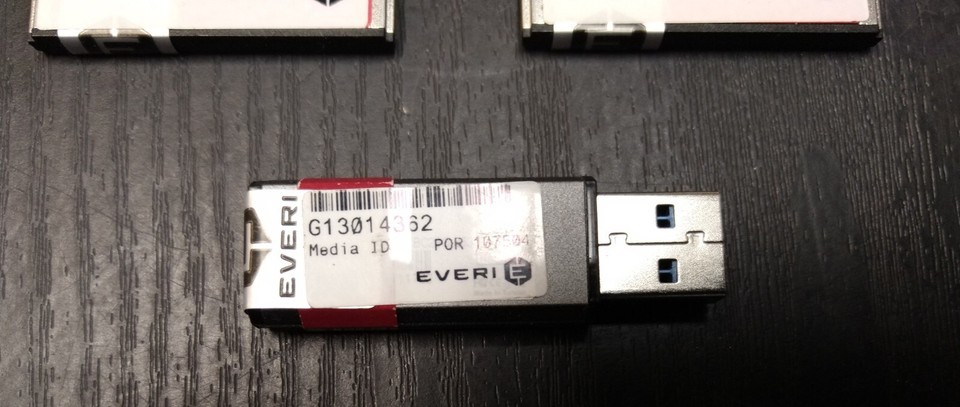 EVERI
G13014362
Media ID POR 107504
EVERI